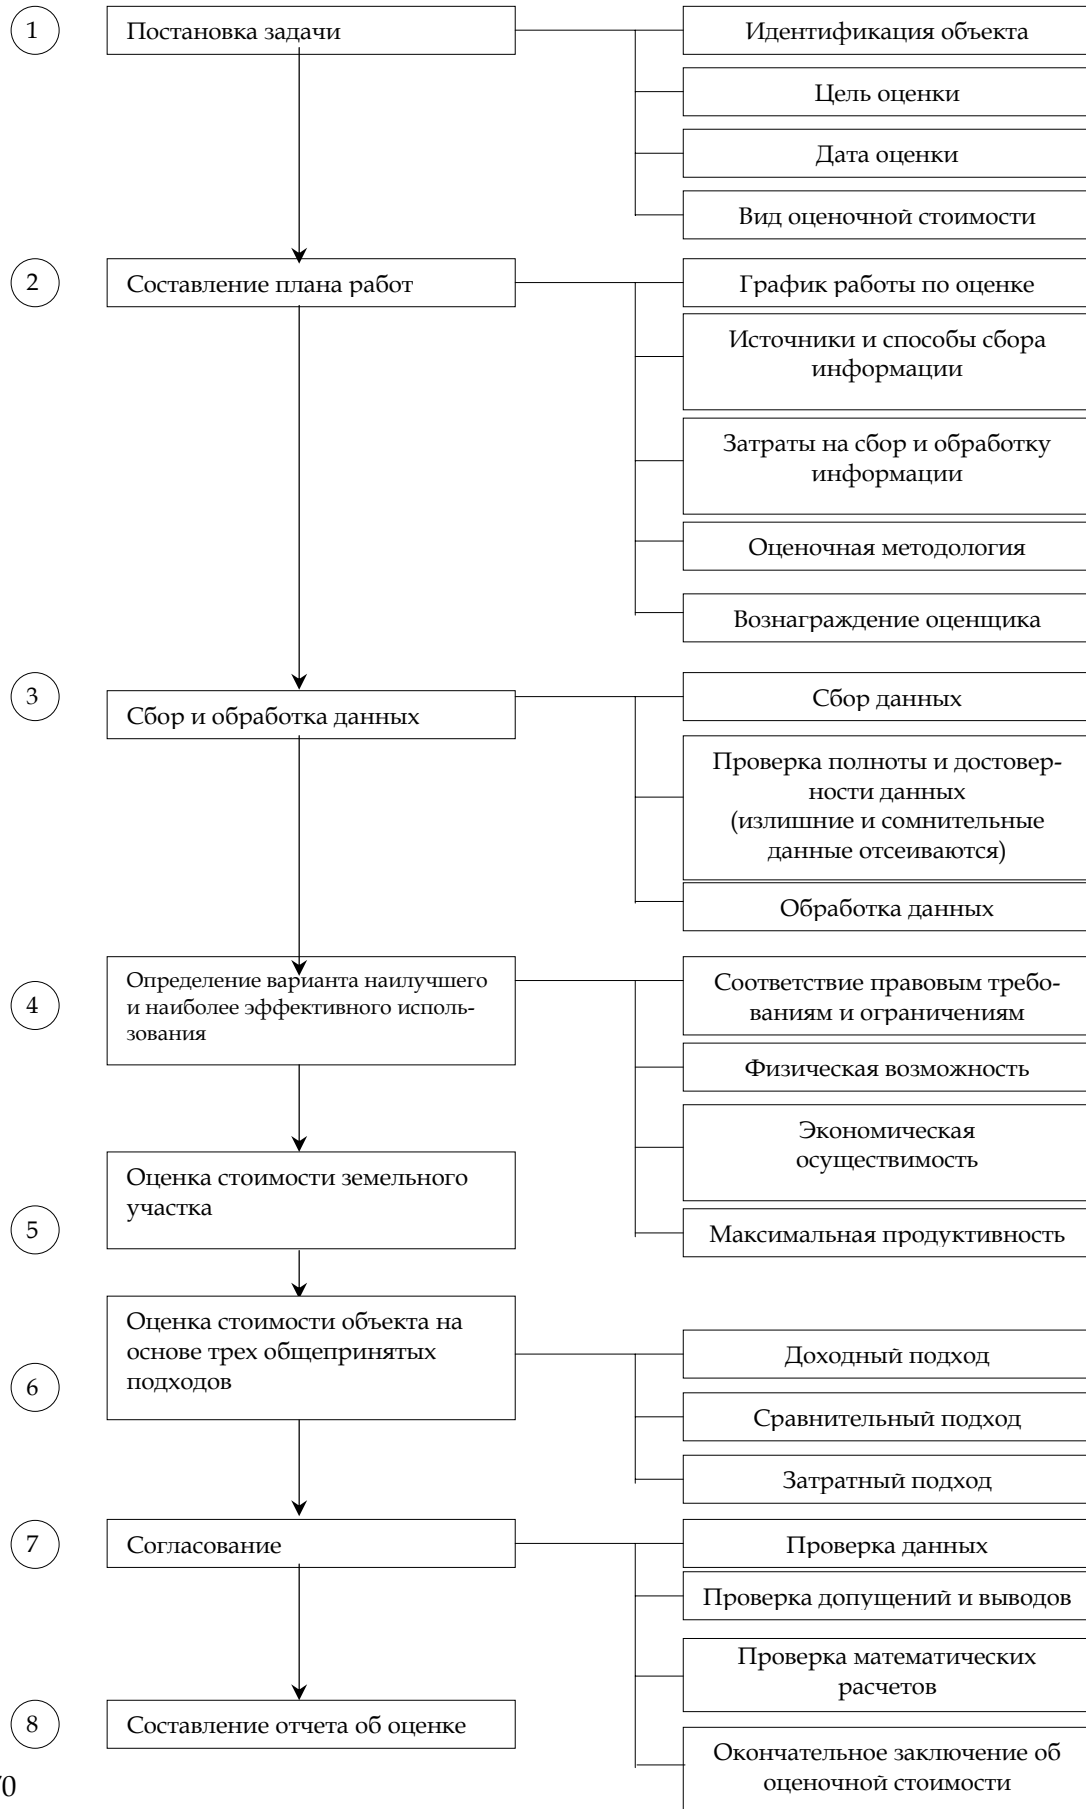 1
Постановка задачи
Идентификация объекта
Цель оценки
Дата оценки
Вид оценочной стоимости
2
Составление плана работ
График работы по оценке
Источники и способы сбора
информации
Затраты на сбор и обработку
информации
Оценочная методология
Вознаграждение оценщика
3
Сбор и обработка данных
Сбор данных
Проверка полноты и достовер-
ности данных
(излишние и сомнительные
данные отсеиваются)
Обработка данных
4
Определение варианта наилучшего
и наиболее эффективного исполь-
зования
Соответствие правовым требо-
ваниям и ограничениям
Физическая возможность
Экономическая
осуществимость
Максимальная продуктивность
5
Оценка стоимости земельного
участка
6
Оценка стоимости объекта на
основе трех общепринятых
подходов
Доходный подход
Сравнительный подход
Затратный подход
7
Согласование
Проверка данных
Проверка допущений и выводов
Проверка математических
расчетов
Окончательное заключение об
оценочной стоимости
8
Составление отчета об оценке
70